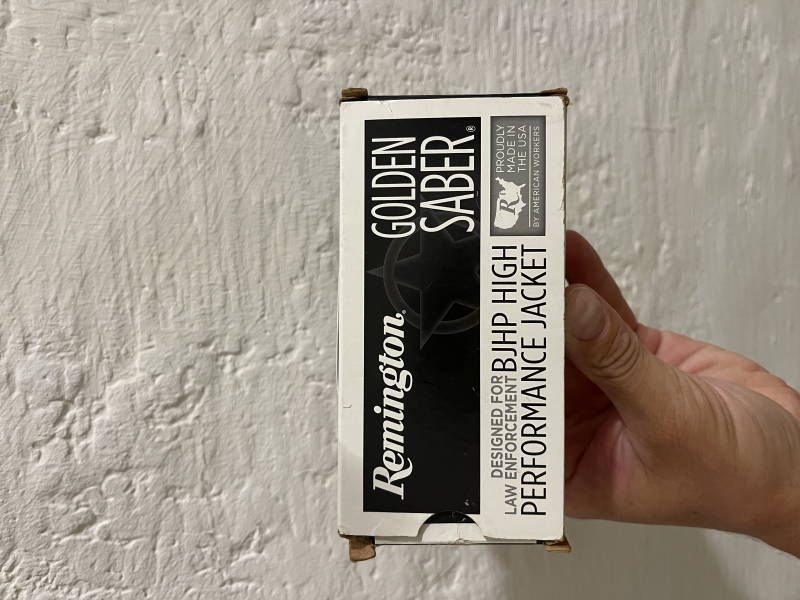 Remington®
GOLDEN
SABER®
DESIGNED FOR
LAW ENFORCEMENT
BJHP HIGH
PERFORMANCE JACKET
R
PROUDLY
MADE IN
THE USA
BY AMERICAN WORKERS